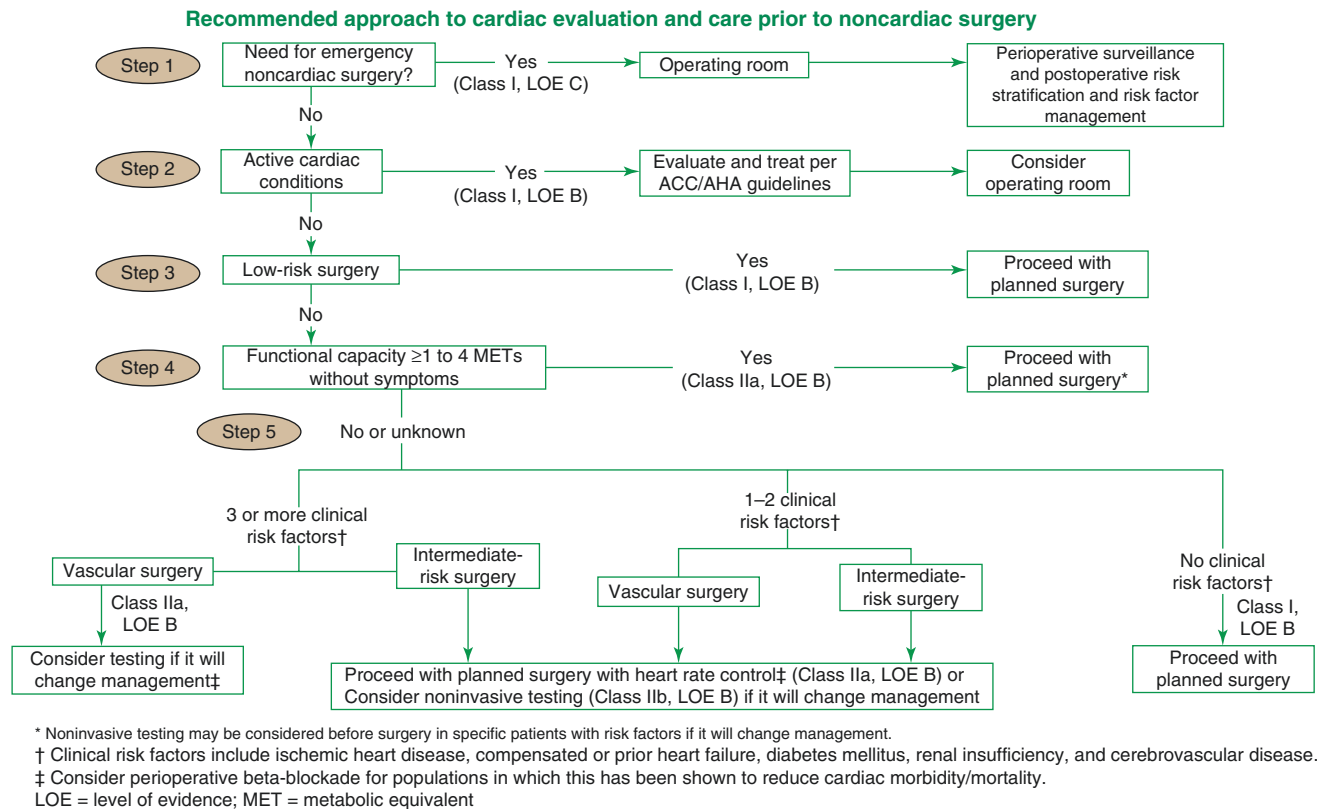 Recommended approach to cardiac evaluation and care prior to noncardiac surgery
Step 1
Need for emergency
noncardiac surgery?
Yes
(Class I, LOE C)
Operating room
Perioperative surveillance
and postoperative risk
stratification and risk factor
management
No
Step 2
Active cardiac
conditions
Yes
(Class I, LOE B)
Evaluate and treat per
ACC/AHA guidelines
Consider
operating room
No
Step 3
Low-risk surgery
Yes
(Class I, LOE B)
Proceed with
planned surgery
No
Step 4
Functional capacity ≥1 to 4 METs
without symptoms
Yes
(Class IIa, LOE B)
Proceed with
planned surgery*
Step 5
No or unknown
3 or more clinical
risk factors†
Vascular surgery
Intermediate-
risk surgery
Class IIa,
LOE B
Consider testing if it will
change management‡
1–2 clinical
risk factors†
Vascular surgery
Intermediate-
risk surgery
Proceed with planned surgery with heart rate control‡ (Class IIa, LOE B) or
Consider noninvasive testing (Class IIb, LOE B) if it will change management
No clinical
risk factors†
Class I,
LOE B
Proceed with
planned surgery
* Noninvasive testing may be considered before surgery in specific patients with risk factors if it will change management.
† Clinical risk factors include ischemic heart disease, compensated or prior heart failure, diabetes mellitus, renal insufficiency, and cerebrovascular disease.
‡ Consider perioperative beta-blockade for populations in which this has been shown to reduce cardiac morbidity/mortality.
LOE = level of evidence; MET = metabolic equivalent